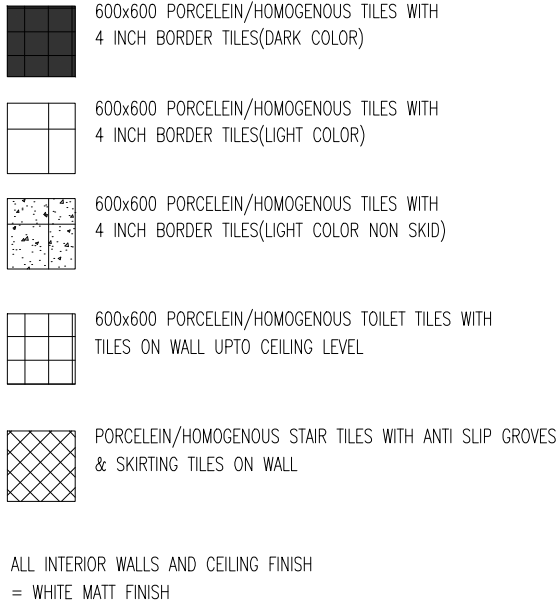 600x600 PORCELEIN/HOMOGENOUS TILES WITH
4 INCH BORDER TILES(DARK COLOR)
600x600 PORCELEIN/HOMOGENOUS TILES WITH
4 INCH BORDER TILES(LIGHT COLOR)
600x600 PORCELEIN/HOMOGENOUS TILES WITH
4 INCH BORDER TILES(LIGHT COLOR NON SKID)
600x600 PORCELEIN/HOMOGENOUS TOILET TILES WITH
TILES ON WALL UPTO CEILING LEVEL
PORCELEIN/HOMOGENOUS STAIR TILES WITH ANTI SLIP GROVES
& SKIRTING TILES ON WALL
ALL INTERIOR WALLS AND CEILING FINISH
= WHITE MATT FINISH